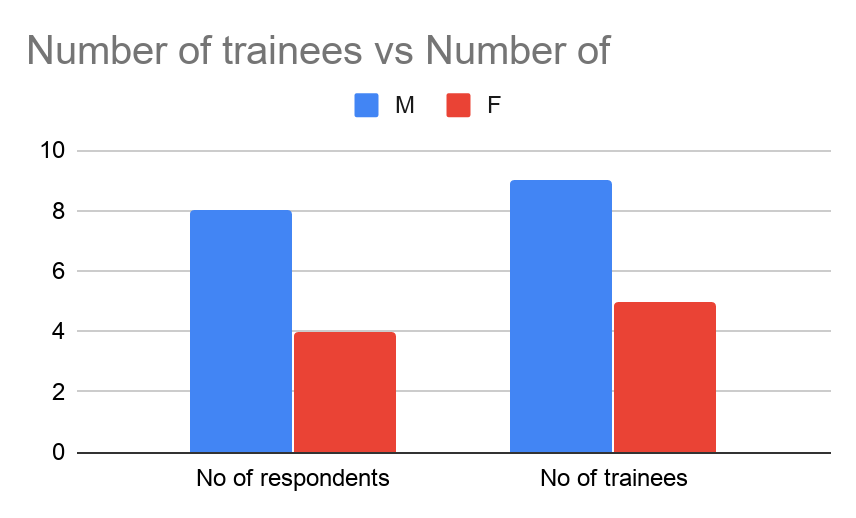 Number of trainees vs Number of
M F
10
8
6
4
2
0
No of respondents No of trainees